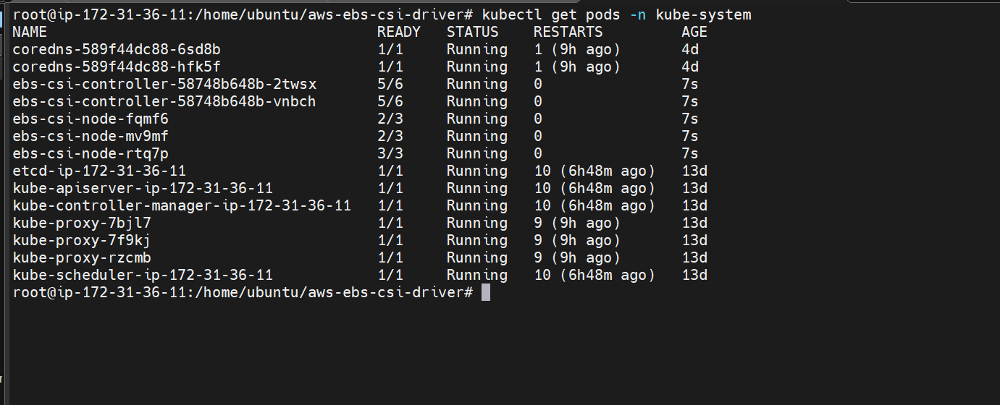 root@ip-172-31-36-11:/home/ubuntu/aws-ebs-csi-driver# kubectl get pods -n kube-system
NAME READY STATUS RESTARTS AGE
coredns-589f44dc88-6sd8b 1/1 Running 1 (9h ago) 4d
coredns-589f44dc88-hfk5f 1/1 Running 1 (9h ago) 4d
ebs-csi-controller-58748b648b-2twsx 5/6 Running 0 7s
ebs-csi-controller-58748b648b-vnbch 5/6 Running 0 7s
ebs-csi-node-fqmf6 2/3 Running 0 7s
ebs-csi-node-mv9mf 2/3 Running 0 7s
ebs-csi-node-rtq7p 3/3 Running 0 7s
etcd-ip-172-31-36-11 1/1 Running 10 (6h48m ago) 13d
kube-apiserver-ip-172-31-36-11 1/1 Running 10 (6h48m ago) 13d
kube-controller-manager-ip-172-31-36-11 1/1 Running 10 (6h48m ago) 13d
kube-proxy-7bjl7 1/1 Running 9 (9h ago) 13d
kube-proxy-7f9kj 1/1 Running 9 (9h ago) 13d
kube-proxy-rzcmb 1/1 Running 9 (9h ago) 13d
kube-scheduler-ip-172-31-36-11 1/1 Running 10 (6h48m ago) 13d
root@ip-172-31-36-11:/home/ubuntu/aws-ebs-csi-driver#